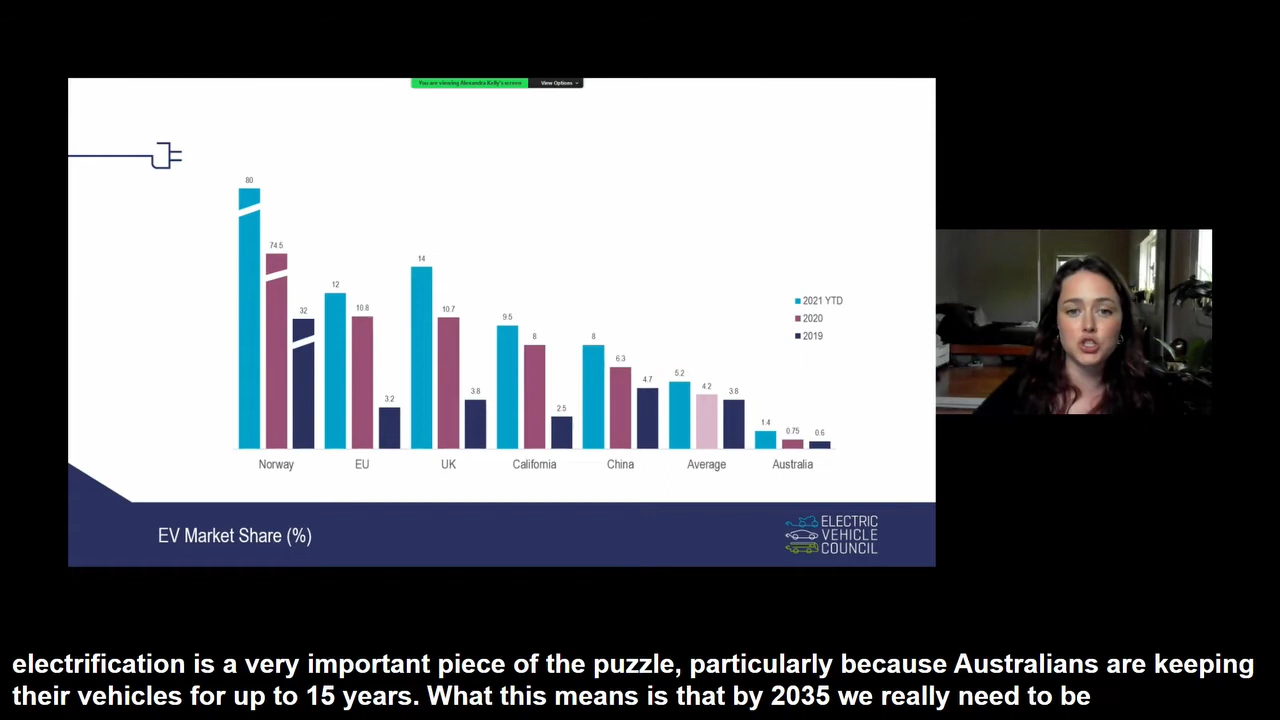 You are viewing Alexandra Kelly's screen View Options
80
74.5
32
12
10.8
3.2
14
10.7
3.8
9.5
8
2.5
8
6.3
4.7
5.2
4.2
3.8
1.4
0.75
0.6
2021 YTD
2020
2019
Norway EU UK California China Average Australia
EV Market Share (%)
ELECTRIC
VEHICLE
COUNCIL
electrification is a very important piece of the puzzle, particularly because Australians are keeping
their vehicles for up to 15 years. What this means is that by 2035 we really need to be